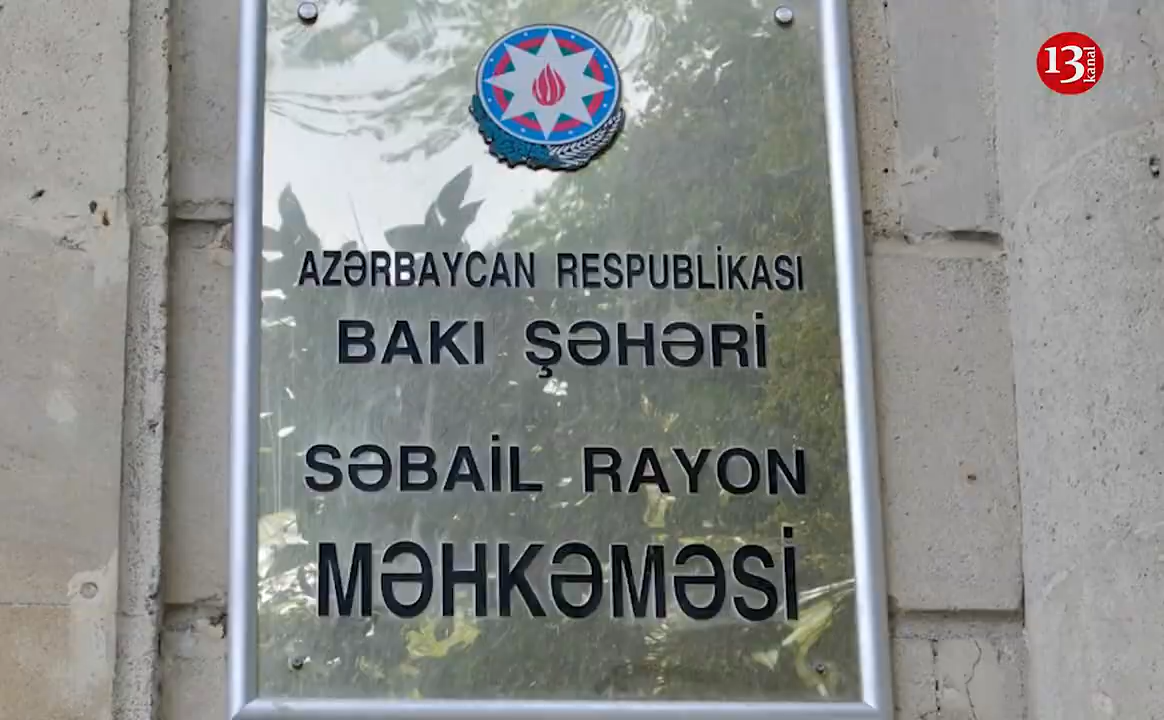 13
kanal
AZƏRBAYCAN RESPUBLİKASI
BAKI ŞƏHƏRİ
SƏBAİL RAYON
MƏHKƏMƏSİ